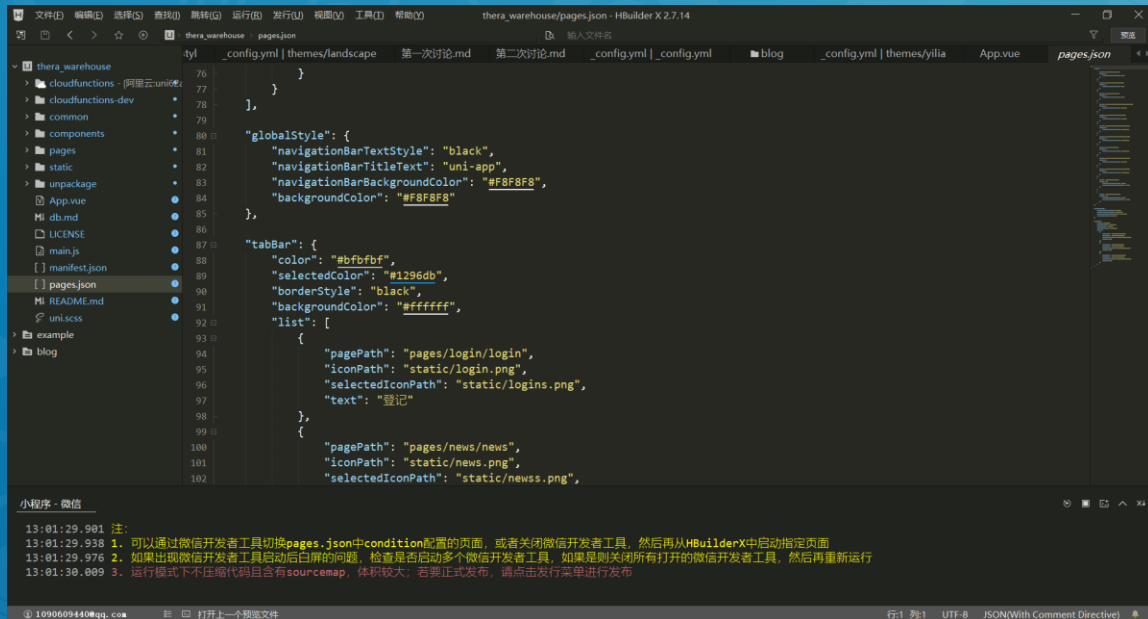 文件(F) 编辑(E) 选择(S) 查找(I) 跳转(G) 运行(R) 发行(U) 视图(V) 工具(T) 帮助(Y) thera_warehouse/pages.json - HBuilder X 2.7.14
thera_warehouse pages.json 输入文件名 预览
thera_warehouse
cloudfunctions - [阿里云:uni
cloudfunctions-dev
common
components
pages
static
unpackage
App.vue
db.md
LICENSE
main.js
manifest.json
pages.json
README.md
uni.scss
example
blog
styl _config.yml | themes/landscape 第一次讨论.md 第二次讨论.md _config.yml | _config.yml blog _config.yml | themes/yilia App.vue pages.json
76 }
77 }
78 ],
79
80 "globalStyle": {
81 "navigationBarTextStyle": "black",
82 "navigationBarTitleText": "uni-app",
83 "navigationBarBackgroundColor": "#F8F8F8",
84 "backgroundColor": "#F8F8F8"
85 },
86
87 "tabBar": {
88 "color": "#bfbfbf",
89 "selectedColor": "#1296db",
90 "borderStyle": "black",
91 "backgroundColor": "#ffffff",
92 "list": [
93 {
94 "pagePath": "pages/login/login",
95 "iconPath": "static/login.png",
96 "selectedIconPath": "static/logins.png",
97 "text": "登记"
98 },
99 {
100 "pagePath": "pages/news/news",
101 "iconPath": "static/news.png",
102 "selectedIconPath": "static/newss.png",
小程序 - 微信
13:01:29.901 注:
13:01:29.938 1. 可以通过微信开发者工具切换pages.json中condition配置的页面，或者关闭微信开发者工具，然后再从HBuilderX中启动指定页面
13:01:29.976 2. 如果出现微信开发者工具启动后白屏的问题，检查是否启动多个微信开发者工具，如果是则关闭所有打开的微信开发者工具，然后再重新运行
13:01:30.009 3. 运行模式下不压缩代码且含有sourcemap，体积较大；若要正式发布，请点击发行菜单进行发布
1090609440@qq.com 打开上一个预览文件 行:1 列:1 UTF-8 JSON(With Comment Directive)